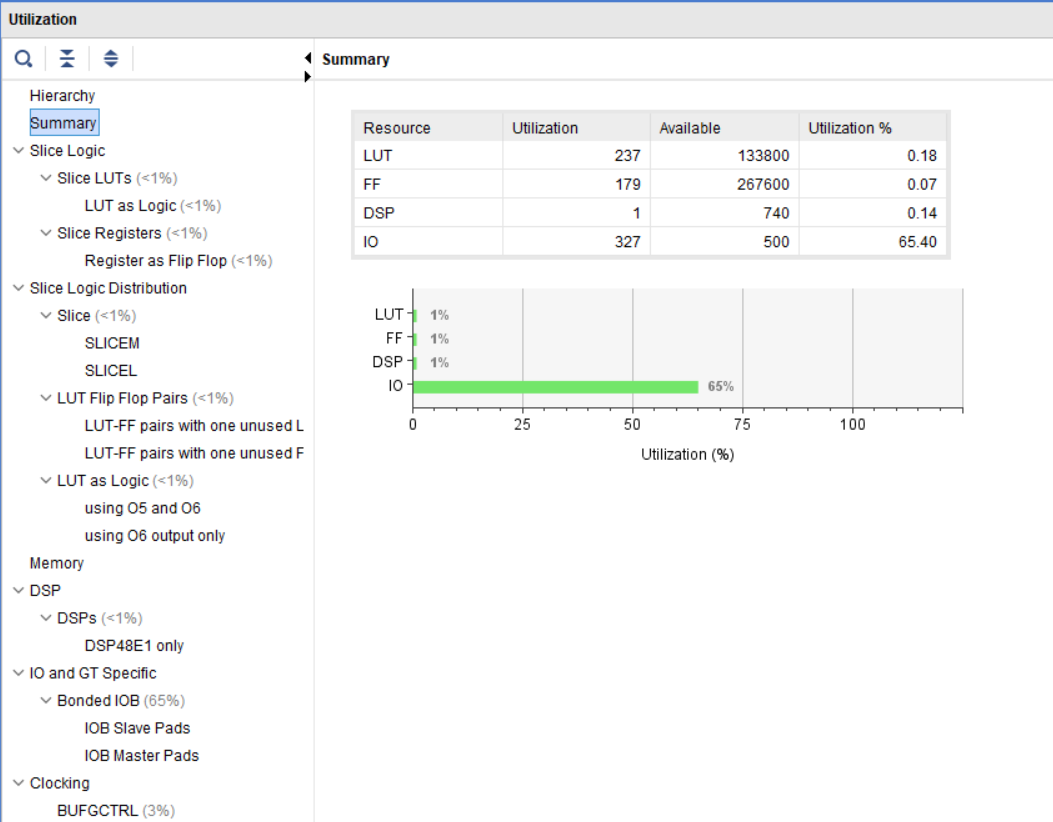 Utilization
Summary
Hierarchy
Summary
Slice Logic
Slice LUTs (<1%)
LUT as Logic (<1%)
Slice Registers (<1%)
Register as Flip Flop (<1%)
Slice Logic Distribution
Slice (<1%)
SLICEM
SLICEL
LUT Flip Flop Pairs (<1%)
LUT-FF pairs with one unused L
LUT-FF pairs with one unused F
LUT as Logic (<1%)
using O5 and O6
using O6 output only
Memory
DSP
DSPs (<1%)
DSP48E1 only
IO and GT Specific
Bonded IOB (65%)
IOB Slave Pads
IOB Master Pads
Clocking
BUFGCTRL (3%)
Resource Utilization Available Utilization %
LUT 237 133800 0.18
FF 179 267600 0.07
DSP 1 740 0.14
IO 327 500 65.40
LUT 1%
FF 1%
DSP 1%
IO 65%
0 25 50 75 100
Utilization (%)